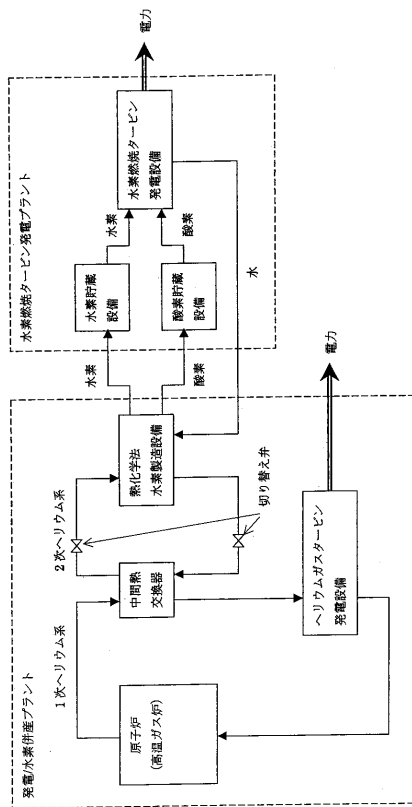 発電/水素併産プラント
1次ヘリウム系
2次ヘリウム系
原子炉
(高温ガス炉)
中間熱
交換器
熱化学法
水素製造設備
切り替え弁
ヘリウムガスタービン
発電設備
電力
水素燃焼タービン発電プラント
水素
酸素
水素貯蔵
設備
酸素貯蔵
設備
水素
酸素
水素燃焼タービン
発電設備
水
電力